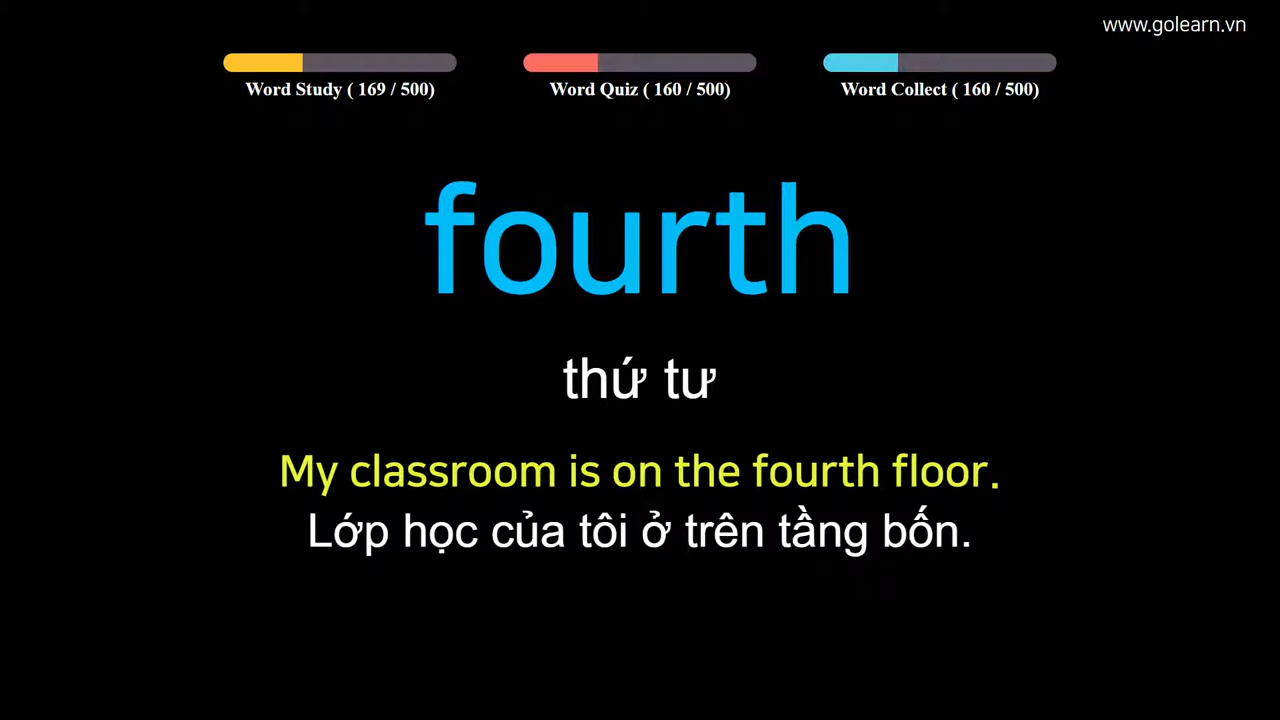 www.golearn.vn
Word Study ( 169 / 500) Word Quiz ( 160 / 500) Word Collect ( 160 / 500)
fourth
thứ tư
My classroom is on the fourth floor.
Lớp học của tôi ở trên tầng bốn.